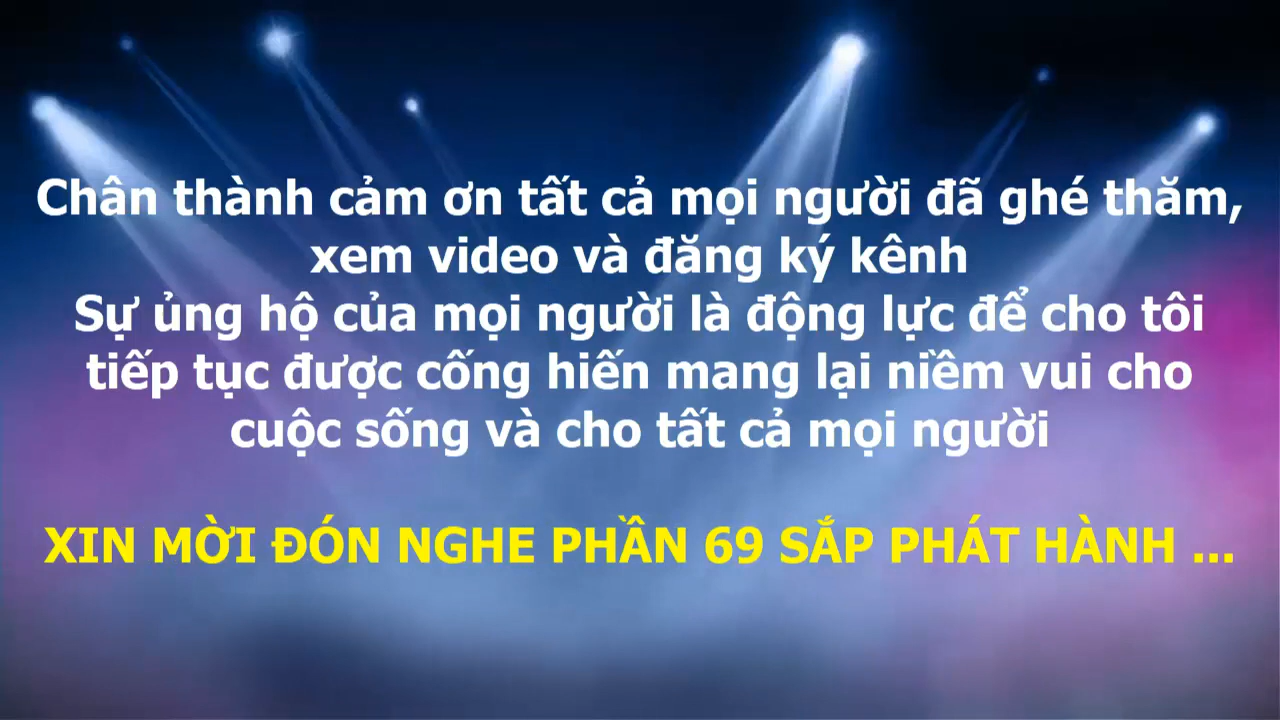 Chân thành cảm ơn tất cả mọi người đã ghé thăm,
xem video và đăng ký kênh
Sự ủng hộ của mọi người là động lực để cho tôi
tiếp tục được cống hiến mang lại niềm vui cho
cuộc sống và cho tất cả mọi người
XIN MỜI ĐÓN NGHE PHẦN 69 SẮP PHÁT HÀNH ...